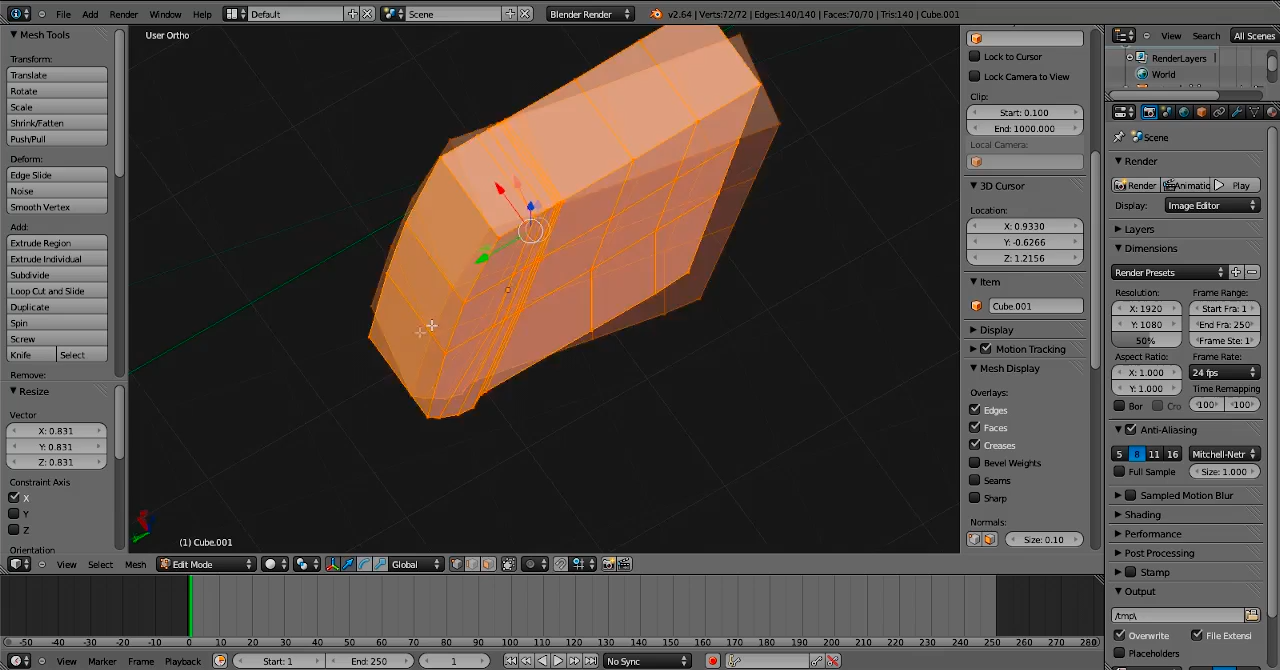 File Add Render Window Help Default Scene Blender Render v2.64 | Verts:72/72 | Edges:140/140 | Faces:70/70 | Tris:140 | Cube.001
Mesh Tools
Transform:
Translate
Rotate
Scale
Shrink/Fatten
Push/Pull
Deform:
Edge Slide
Noise
Smooth Vertex
Add:
Extrude Region
Extrude Individual
Subdivide
Loop Cut and Slide
Duplicate
Spin
Screw
Knife Select
Remove:
Resize
Vector
X: 0.831
Y: 0.831
Z: 0.831
Constraint Axis
X
Y
Z
Orientation
User Ortho
(1) Cube.001
View Select Mesh Edit Mode Global
Lock to Cursor
Lock Camera to View
Clip:
Start: 0.100
End: 1000.000
Local Camera:
3D Cursor
Location:
X: 0.9330
Y: -0.6266
Z: 1.2156
Item
Cube.001
Display
Motion Tracking
Mesh Display
Overlays:
Edges
Faces
Creases
Bevel Weights
Seams
Sharp
Normals:
Size: 0.10
View Search All Scenes
RenderLayers
World
Scene
Render
Render Animatic Play
Display: Image Editor
Layers
Dimensions
Render Presets
Resolution: Frame Range:
X: 1920 Start Fra: 1
Y: 1080 End Fra: 250
50% Frame Ste: 1
Aspect Ratio: Frame Rate:
X: 1.000 24 fps
Y: 1.000 Time Remapping
Bor Cro 100 100
Anti-Aliasing
5 8 11 16 Mitchell-Netr
Full Sample Size: 1.000
Sampled Motion Blur
Shading
Performance
Post Processing
Stamp
Output
/tmp\
Overwrite File Extensi
Placeholders
-50 -40 -30 -20 -10 0 10 20 30 40 50 60 70 80 90 100 110 120 130 140 150 160 170 180 190 200 210 220 230 240 250 260 270 280
View Marker Frame Playback Start: 1 End: 250 1 No Sync